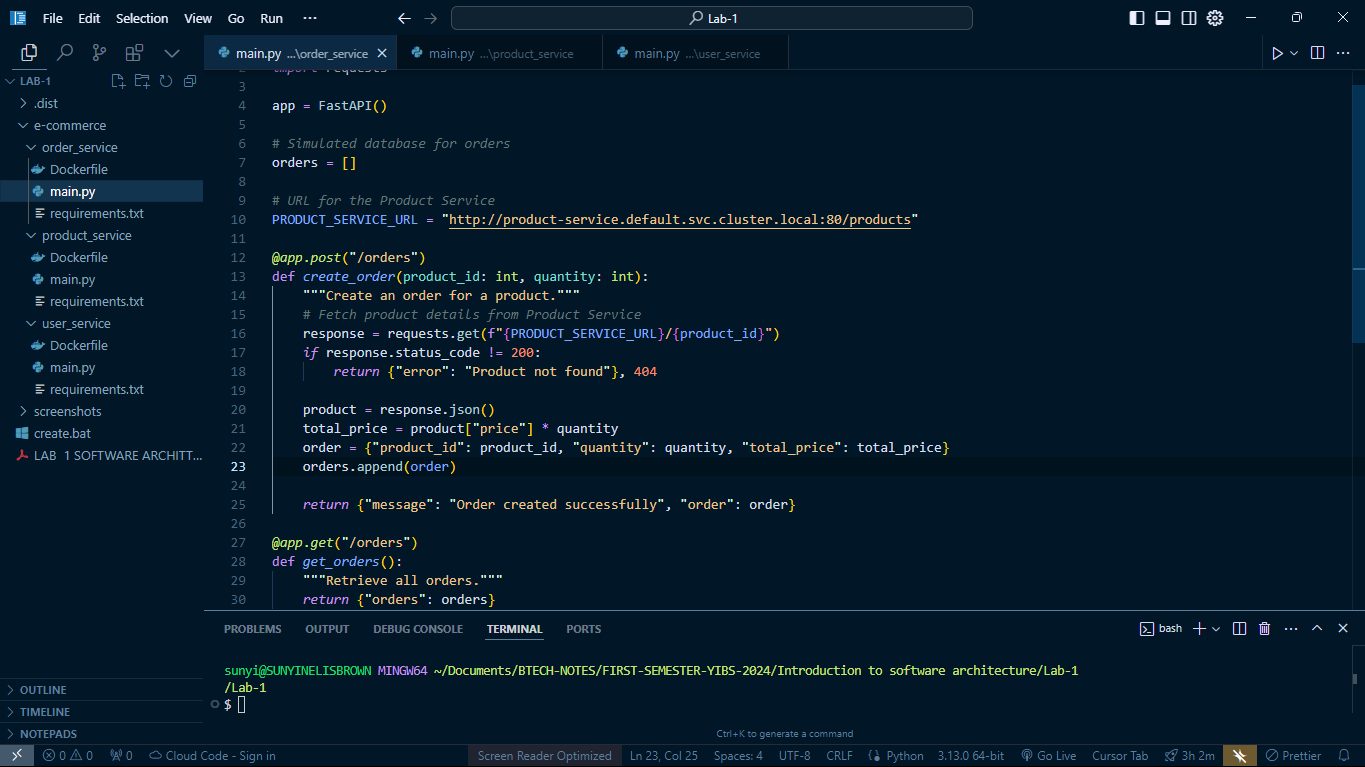 File Edit Selection View Go Run ··· Lab-1
main.py ...\order_service main.py ...\product_service main.py ...\user_service
LAB-1
.dist
e-commerce
order_service
Dockerfile
main.py
requirements.txt
product_service
Dockerfile
main.py
requirements.txt
user_service
Dockerfile
main.py
requirements.txt
screenshots
create.bat
LAB 1 SOFTWARE ARCHITT...
OUTLINE
TIMELINE
NOTEPADS
2 import requests
3
4 app = FastAPI()
5
6 # Simulated database for orders
7 orders = []
8
9 # URL for the Product Service
10 PRODUCT_SERVICE_URL = "http://product-service.default.svc.cluster.local:80/products"
11
12 @app.post("/orders")
13 def create_order(product_id: int, quantity: int):
14 """Create an order for a product."""
15 # Fetch product details from Product Service
16 response = requests.get(f"{PRODUCT_SERVICE_URL}/{product_id}")
17 if response.status_code != 200:
18 return {"error": "Product not found"}, 404
19
20 product = response.json()
21 total_price = product["price"] * quantity
22 order = {"product_id": product_id, "quantity": quantity, "total_price": total_price}
23 orders.append(order)
24
25 return {"message": "Order created successfully", "order": order}
26
27 @app.get("/orders")
28 def get_orders():
29 """Retrieve all orders."""
30 return {"orders": orders}
PROBLEMS OUTPUT DEBUG CONSOLE TERMINAL PORTS bash
sunyi@SUNYINELISBROWN MINGW64 ~/Documents/BTECH-NOTES/FIRST-SEMESTER-YIBS-2024/Introduction to software architecture/Lab-1
/Lab-1
$
Ctrl+K to generate a command
0 0 0 Cloud Code - Sign in Screen Reader Optimized Ln 23, Col 25 Spaces: 4 UTF-8 CRLF Python 3.13.0 64-bit Go Live Cursor Tab 3h 2m Prettier